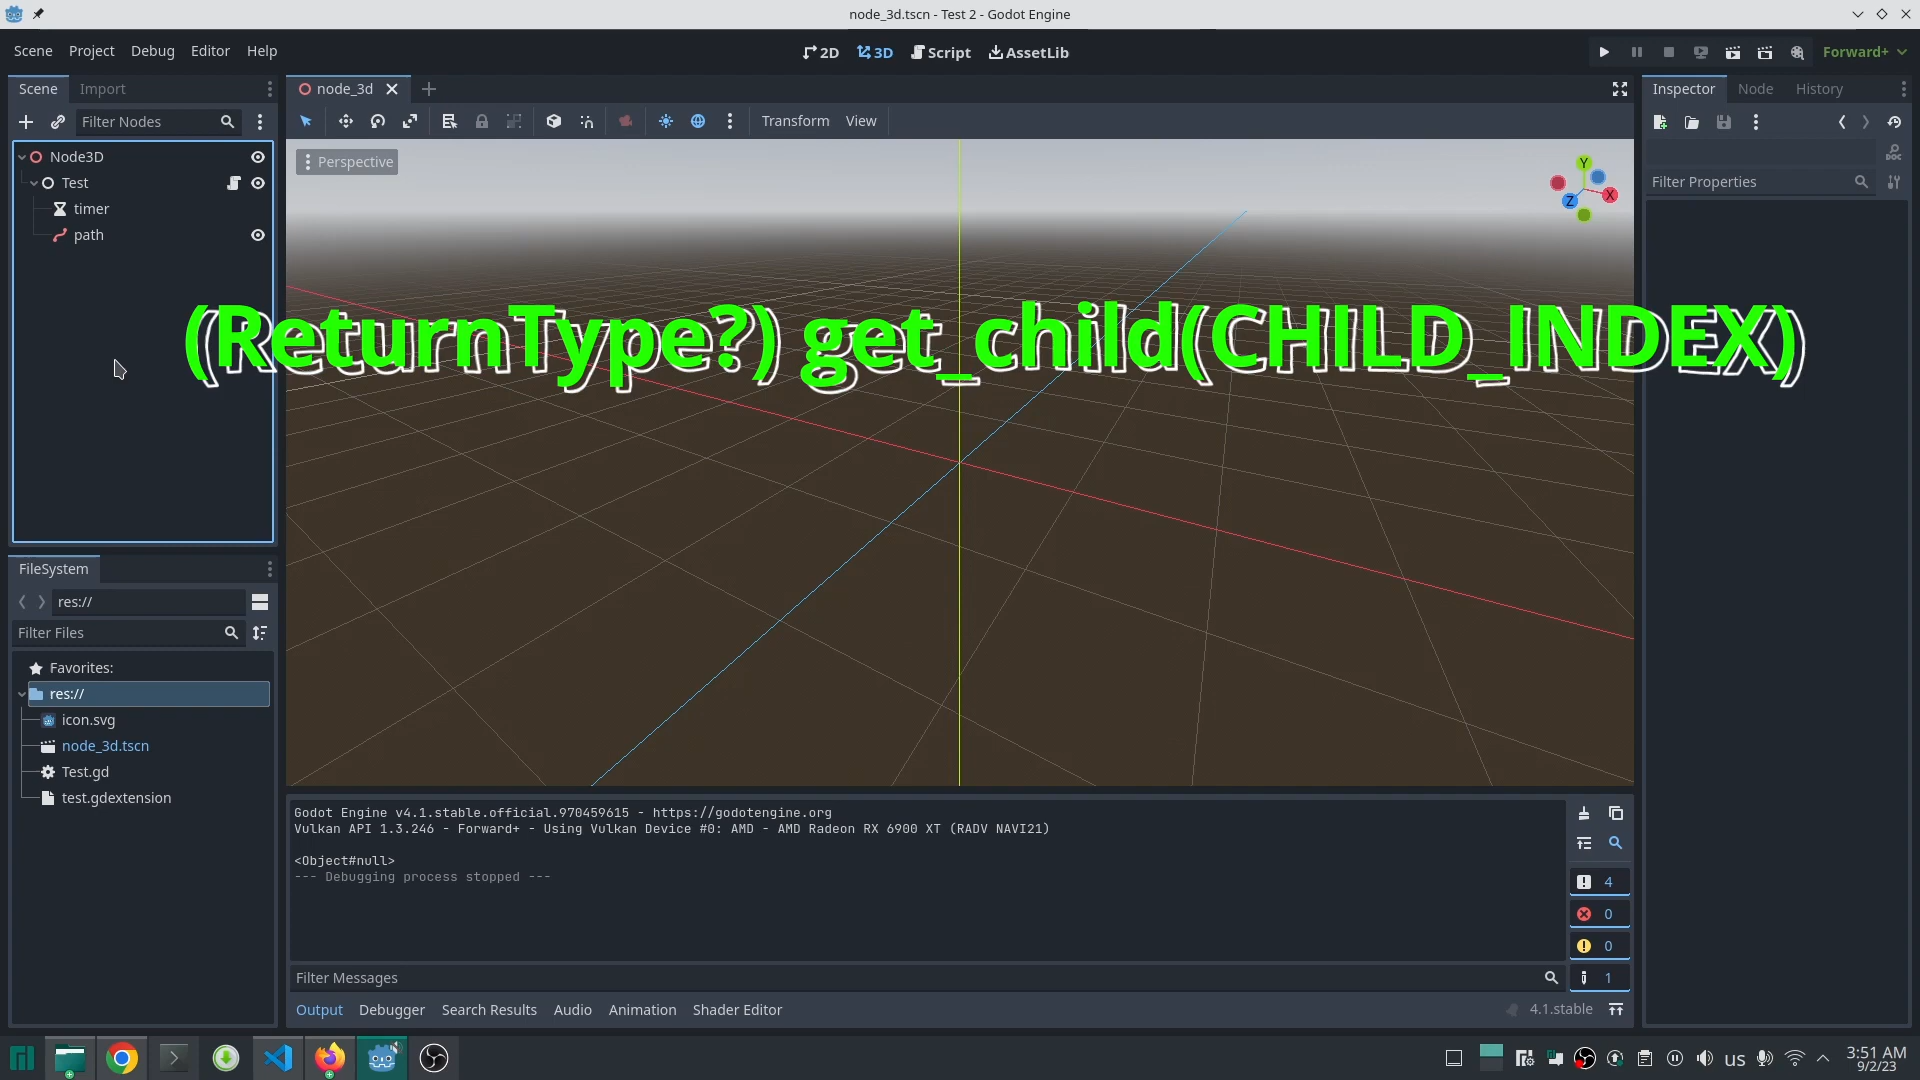 node_3d.tscn - Test 2 - Godot Engine
Scene Project Debug Editor Help
2D 3D Script AssetLib
Forward+
Scene Import
node_3d
Inspector Node History
Filter Nodes
Transform View
Node3D
Test
timer
path
Perspective
Y
X
Z
DOC
Filter Properties
(ReturnType?) get_child(CHILD_INDEX)
FileSystem
res://
Filter Files
Favorites:
res://
icon.svg
node_3d.tscn
Test.gd
test.gdextension
Godot Engine v4.1.stable.official.970459615 - https://godotengine.org
Vulkan API 1.3.246 - Forward+ - Using Vulkan Device #0: AMD - AMD Radeon RX 6900 XT (RADV NAVI21)
<Object#null>
--- Debugging process stopped ---
4
0
0
1
Filter Messages
Output Debugger Search Results Audio Animation Shader Editor
4.1.stable
us
3:51 AM
9/2/23